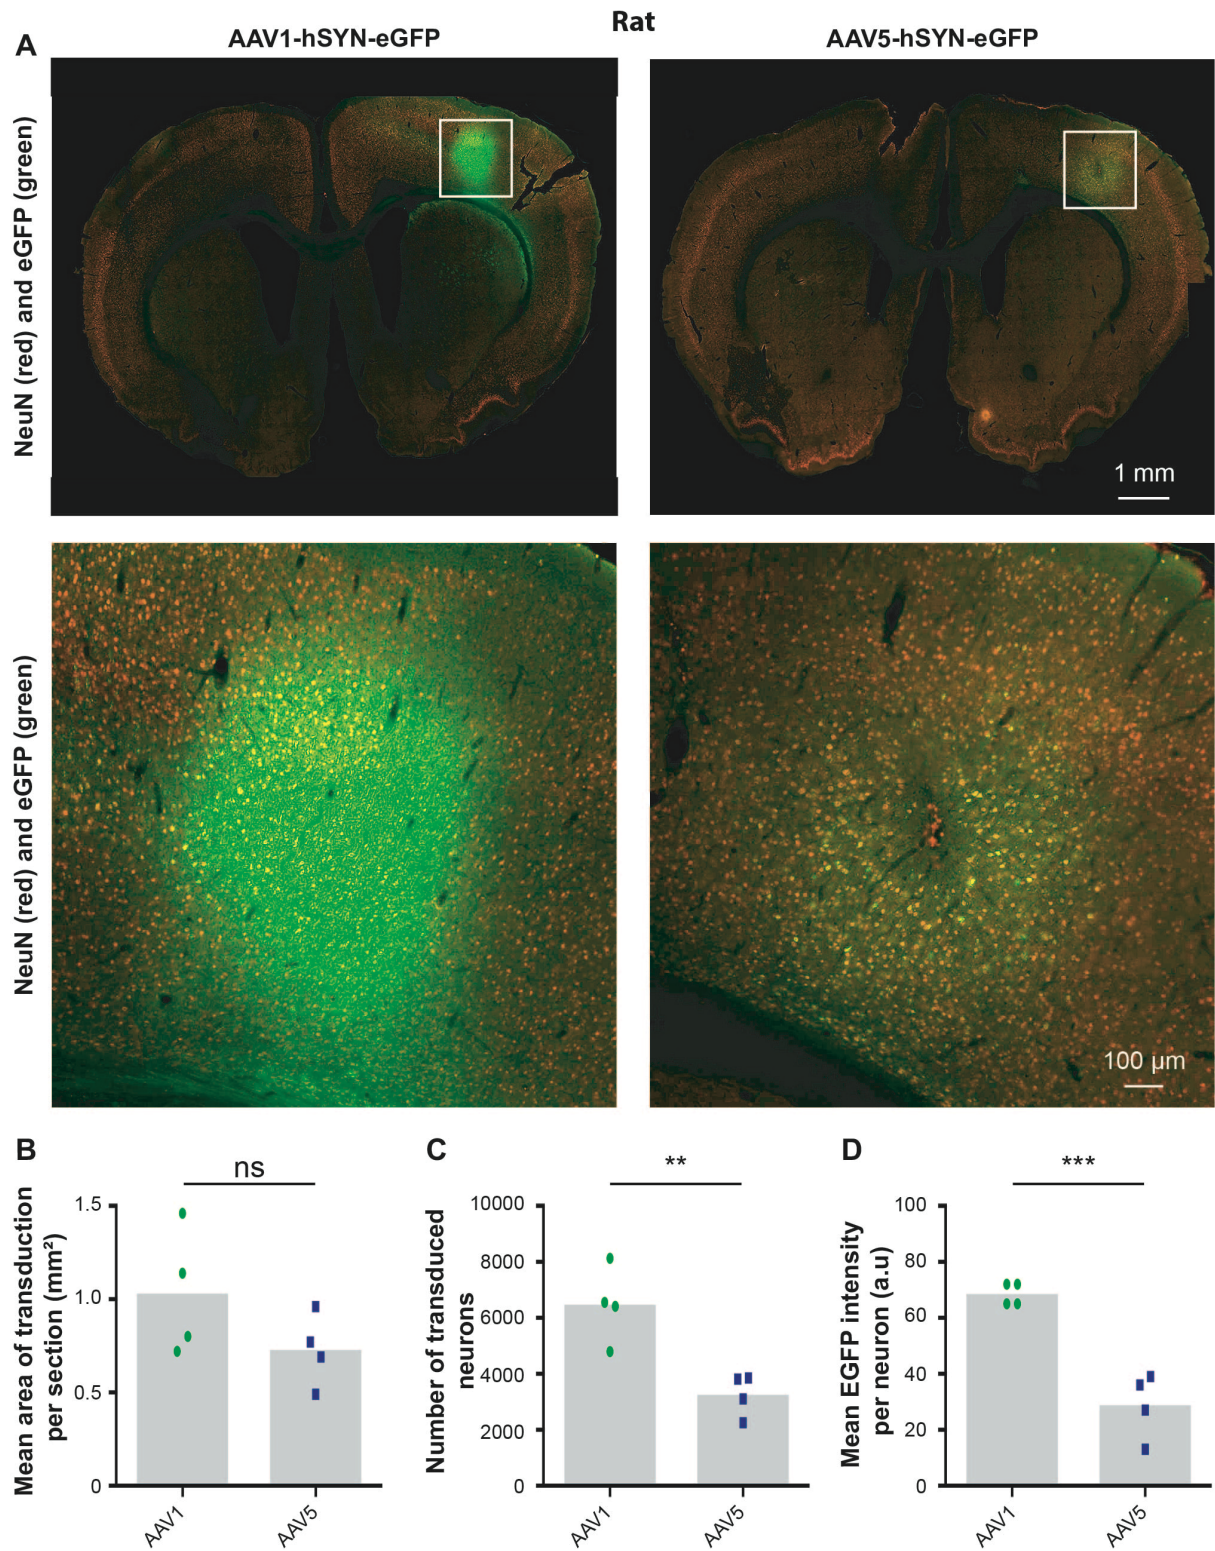 Rat
A
AAV1-hSYN-eGFP
AAV5-hSYN-eGFP
NeuN (red) and eGFP (green)
1 mm
NeuN (red) and eGFP (green)
100 µm
B
ns
Mean area of transduction
per section (mm²)
1.5
1.0
0.5
0
AAV1
AAV5
C
**
Number of transduced
neurons
10000
8000
6000
4000
2000
0
AAV1
AAV5
D
***
Mean EGFP intensity
per neuron (a.u)
100
80
60
40
20
0
AAV1
AAV5